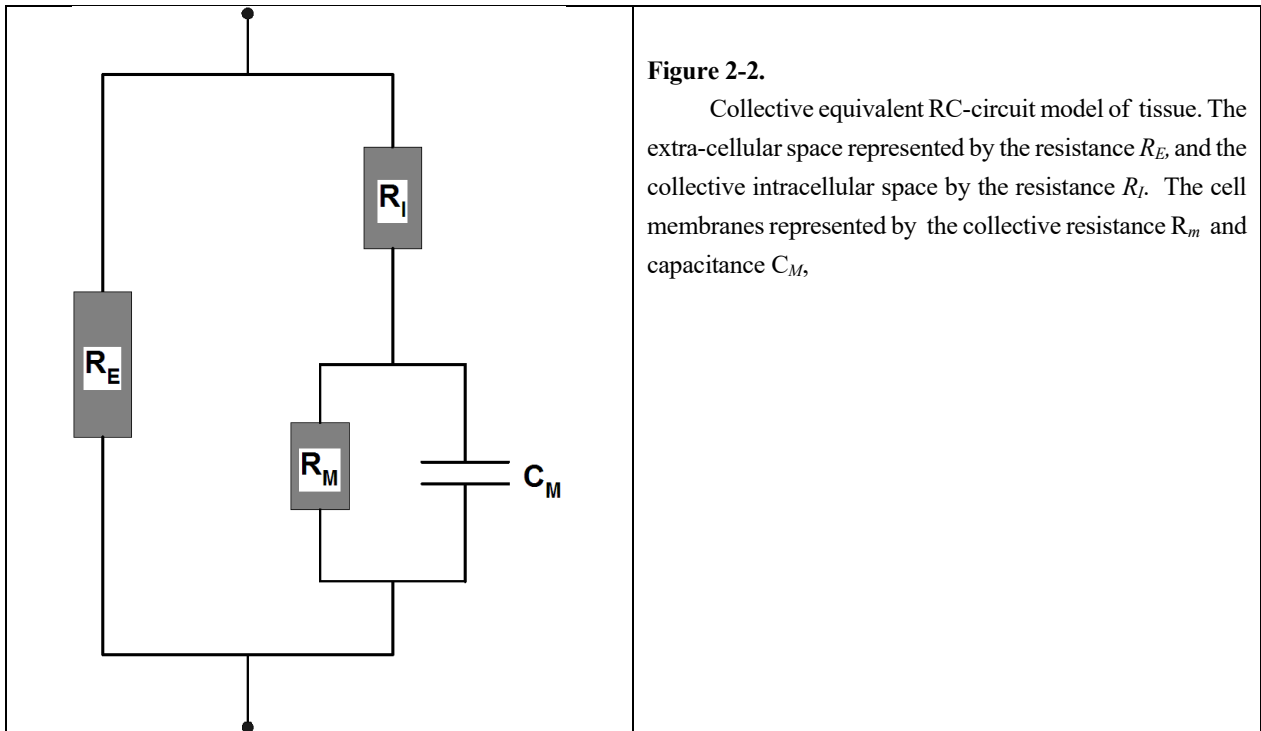 R_I
R_E
R_M
C_M
Figure 2-2.
Collective equivalent RC-circuit model of tissue. The
extra-cellular space represented by the resistance R_E, and the
collective intracellular space by the resistance R_I. The cell
membranes represented by the collective resistance R_m and
capacitance C_M,